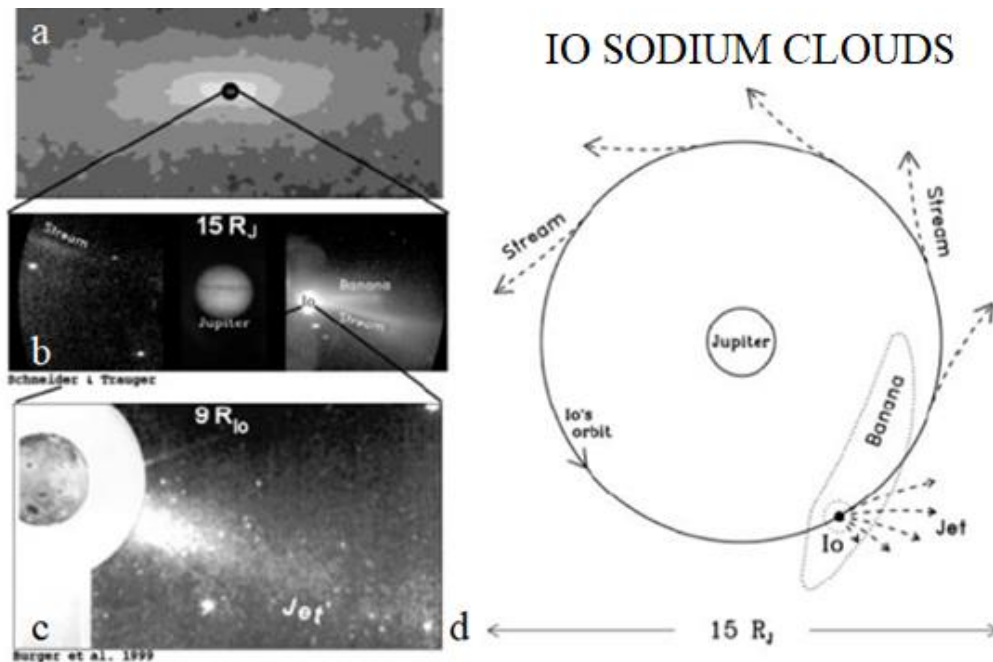 a
IO SODIUM CLOUDS
15 RJ
Stream
Banana
Io
Stream
Jupiter
b
Schneider & Trauger
9 RIo
Jet
c
Burger et al. 1999
Stream
Stream
Jupiter
Banana
Io's
orbit
Io
Jet
d
15 RJ